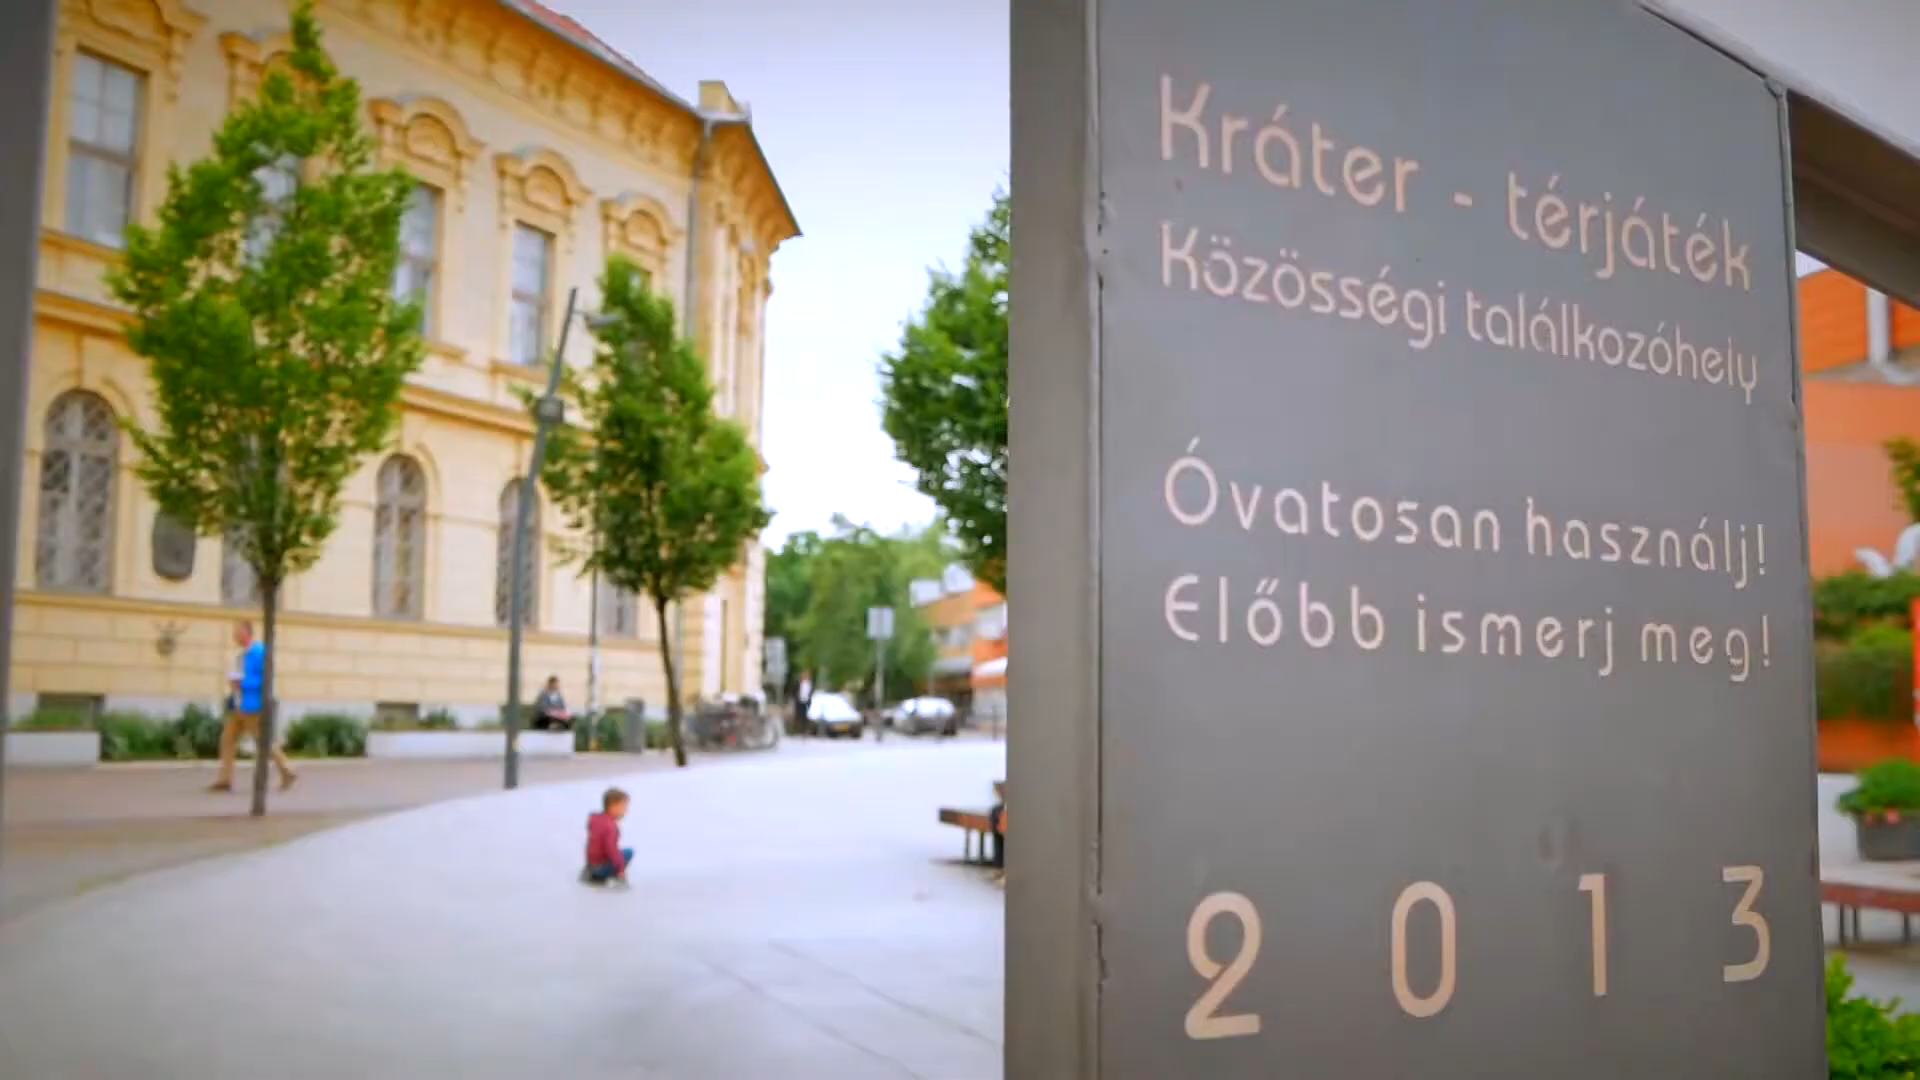 Kráter - térjáték
Közösségi találkozóhely
Óvatosan használj!
Előbb ismerj meg!
2013